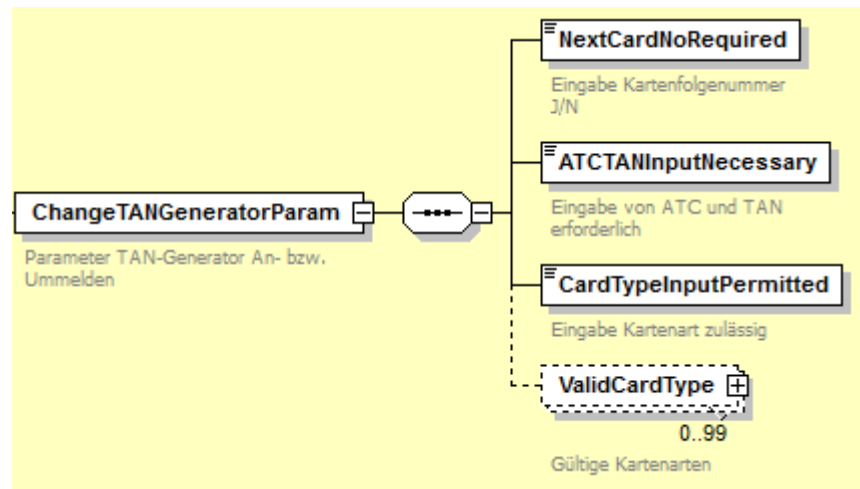 NextCardNoRequired
Eingabe Kartenfolgenummer
J/N
ATCTANInputNecessary
Eingabe von ATC und TAN
erforderlich
ChangeTANGeneratorParam
Parameter TAN-Generator An- bzw.
Ummelden
CardTypeInputPermitted
Eingabe Kartenart zulässig
ValidCardType
0..99
Gültige Kartenarten